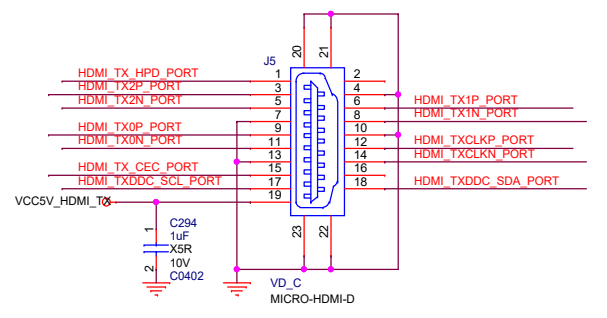 20
21
J5
HDMI_TX_HPD_PORT 1 2
HDMI_TX2P_PORT 3 4
HDMI_TX2N_PORT 5 6 HDMI_TX1P_PORT
7 8 HDMI_TX1N_PORT
HDMI_TX0P_PORT 9 10
HDMI_TX0N_PORT 11 12 HDMI_TXCLKP_PORT
13 14 HDMI_TXCLKN_PORT
HDMI_TX_CEC_PORT 15 16
HDMI_TXDDC_SCL_PORT 17 18 HDMI_TXDDC_SDA_PORT
VCC5V_HDMI_TX 19
23
22
1
C294
1uF
X5R
10V
2
C0402
VD_C
MICRO-HDMI-D